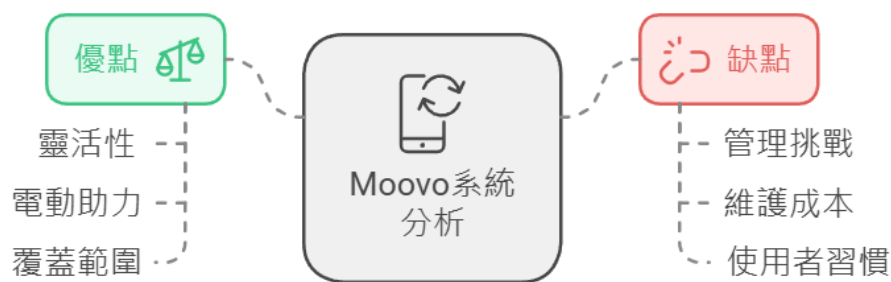 優點
靈活性
電動助力
覆蓋範圍
Moovo系統
分析
缺點
管理挑戰
維護成本
使用者習慣